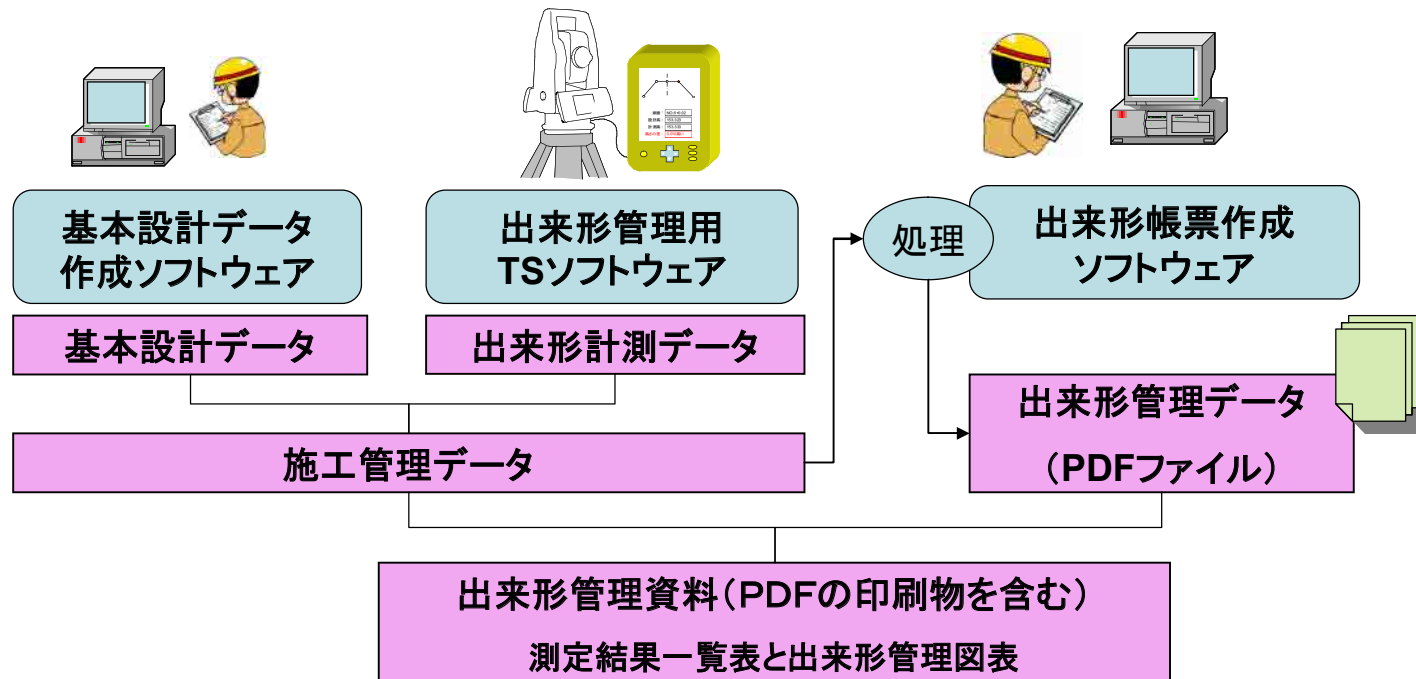 基本設計データ
作成ソフトウェア
出来形管理用
TSソフトウェア
処理
出来形帳票作成
ソフトウェア
基本設計データ
出来形計測データ
出来形管理データ
（PDFファイル）
施工管理データ
出来形管理資料（PDFの印刷物を含む）
測定結果一覧表と出来形管理図表